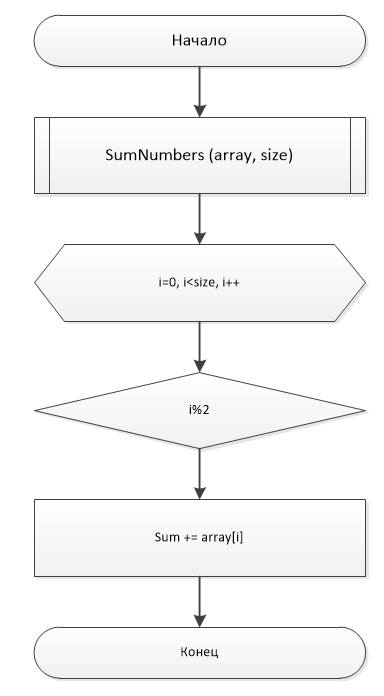 Начало
SumNumbers (array, size)
i=0, i<size, i++
i%2
Sum += array[i]
Конец